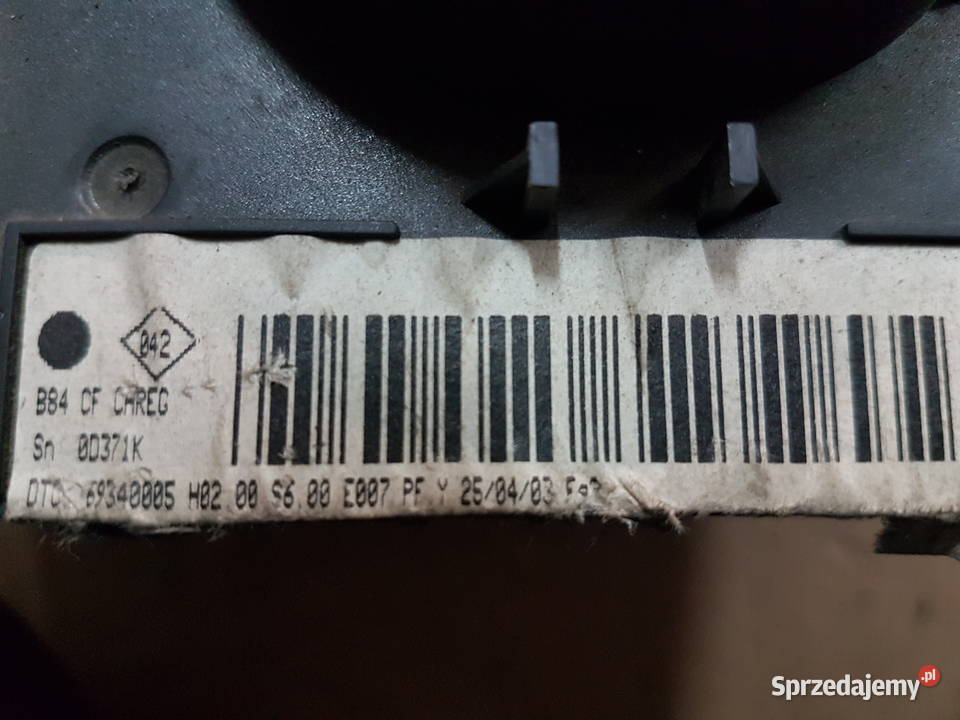 042
B84 CF CHREG
Sn 0D371K
69340005 H02 00 S6.00 E007 PF Y 25/04/03
Sprzedajemy.pl